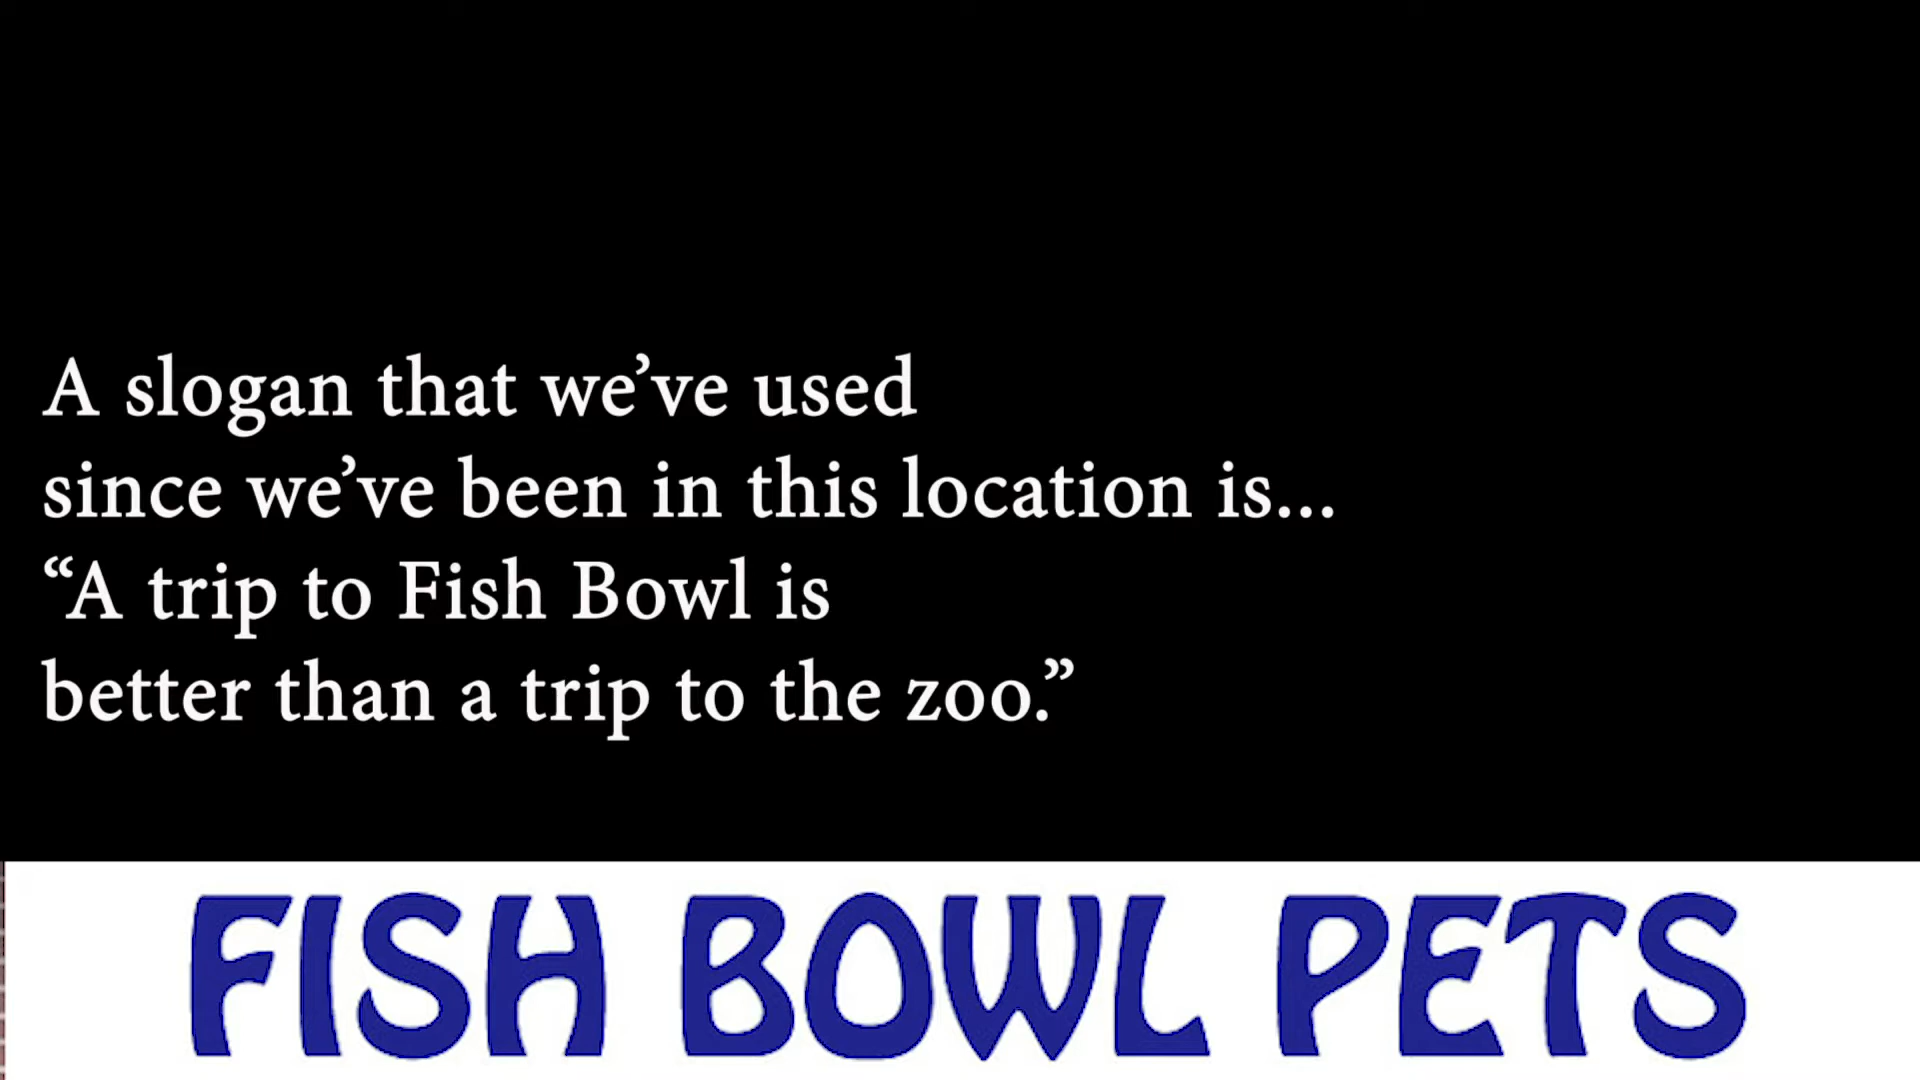 A slogan that we’ve used
since we’ve been in this location is...
“A trip to Fish Bowl is
better than a trip to the zoo.”
FISH BOWL PETS